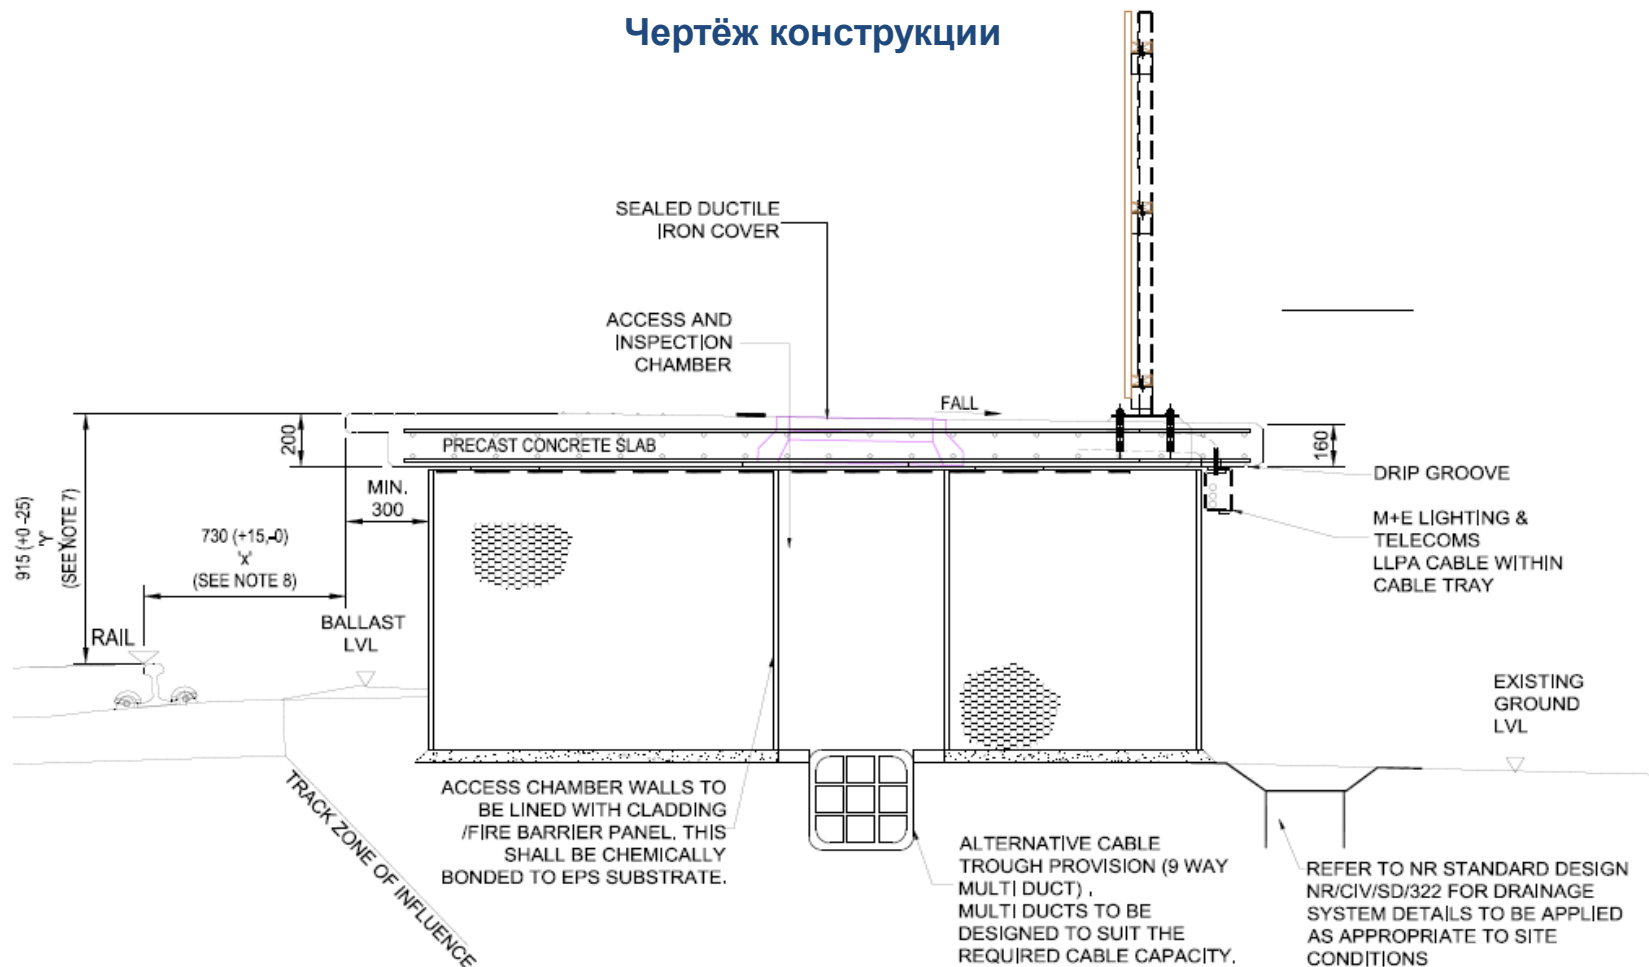 Чертёж конструкции
SEALED DUCTILE
IRON COVER
ACCESS AND
INSPECTION
CHAMBER
FALL
200
PRECAST CONCRETE SLAB
160
DRIP GROOVE
MIN.
300
M+E LIGHTING &
TELECOMS
LLPA CABLE WITHIN
CABLE TRAY
915 (+0 -25)
'Y'
(SEE NOTE 7)
730 (+15,-0)
'x'
(SEE NOTE 8)
BALLAST
LVL
RAIL
EXISTING
GROUND
LVL
TRACK ZONE OF INFLUENCE
ACCESS CHAMBER WALLS TO
BE LINED WITH CLADDING
/FIRE BARRIER PANEL. THIS
SHALL BE CHEMICALLY
BONDED TO EPS SUBSTRATE.
ALTERNATIVE CABLE
TROUGH PROVISION (9 WAY
MULTI DUCT) .
MULTI DUCTS TO BE
DESIGNED TO SUIT THE
REQUIRED CABLE CAPACITY.
REFER TO NR STANDARD DESIGN
NR/CIV/SD/322 FOR DRAINAGE
SYSTEM DETAILS TO BE APPLIED
AS APPROPRIATE TO SITE
CONDITIONS